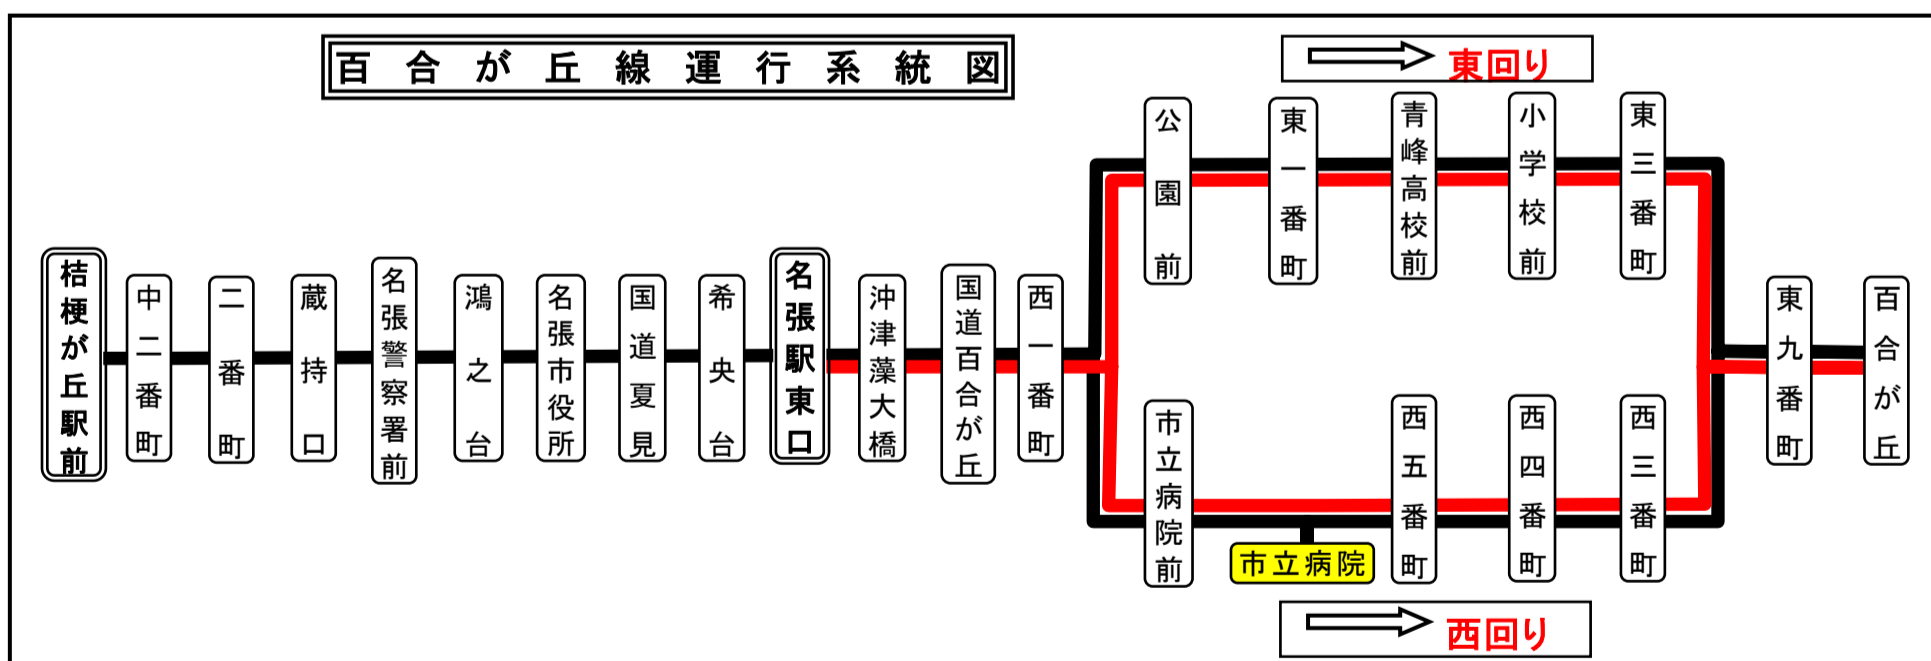 百合が丘線運行系統図
東回り
公園前
東一番町
青峰高校前
小学校前
東三番町
桔梗が丘駅前
中二番町
二番町
蔵持口
名張警察署前
鴻之台
名張市役所
国道夏見
希央台
名張駅東口
沖津藻大橋
国道百合が丘
西一番町
東九番町
百合が丘
市立病院前
市立病院
西五番町
西四番町
西三番町
西回り